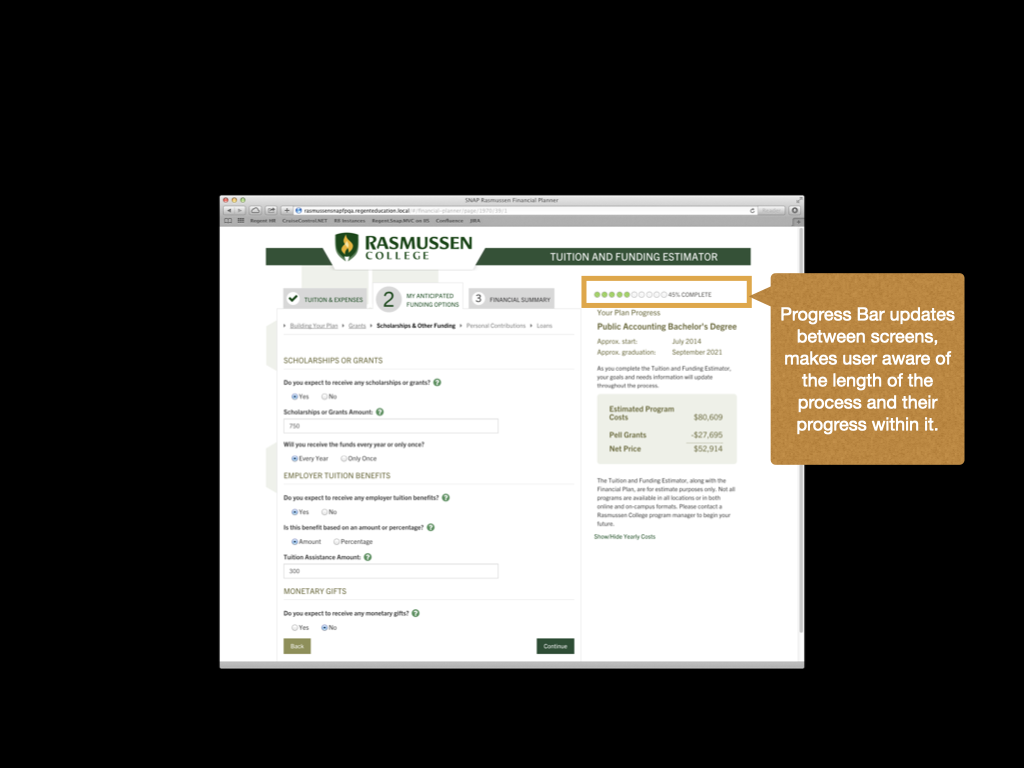 SNAP Rasmussen Financial Planner
rasmussensnapfpqa.regenteducation.local
Reader
Regent HR CruiseControl.NET RS Instances Regent.Snap.MVC on IIS Confluence JIRA
RASMUSSEN
COLLEGE
TUITION AND FUNDING ESTIMATOR
TUITION & EXPENSES
2
MY ANTICIPATED
FUNDING OPTIONS
3
FINANCIAL SUMMARY
45% COMPLETE
Building Your Plan Grants Scholarships & Other Funding Personal Contributions Loans
SCHOLARSHIPS OR GRANTS
Do you expect to receive any scholarships or grants? ?
Yes No
Scholarships or Grants Amount: ?
750
Will you receive the funds every year or only once?
Every Year Only Once
EMPLOYER TUITION BENEFITS
Do you expect to receive any employer tuition benefits? ?
Yes No
Is this benefit based on an amount or percentage? ?
Amount Percentage
Tuition Assistance Amount: ?
300
MONETARY GIFTS
Do you expect to receive any monetary gifts? ?
Yes No
Back
Continue
Your Plan Progress
Public Accounting Bachelor's Degree
Approx. start: July 2014
Approx. graduation: September 2021
As you complete the Tuition and Funding Estimator,
your goals and needs information will update
throughout the process.
Estimated Program
Costs $80,609
Pell Grants -$27,695
Net Price $52,914
The Tuition and Funding Estimator, along with the
Financial Plan, are for estimate purposes only. Not all
programs are available in all locations or in both
online and on-campus formats. Please contact a
Rasmussen College program manager to begin your
future.
Show/Hide Yearly Costs
Progress Bar updates
between screens,
makes user aware of
the length of the
process and their
progress within it.